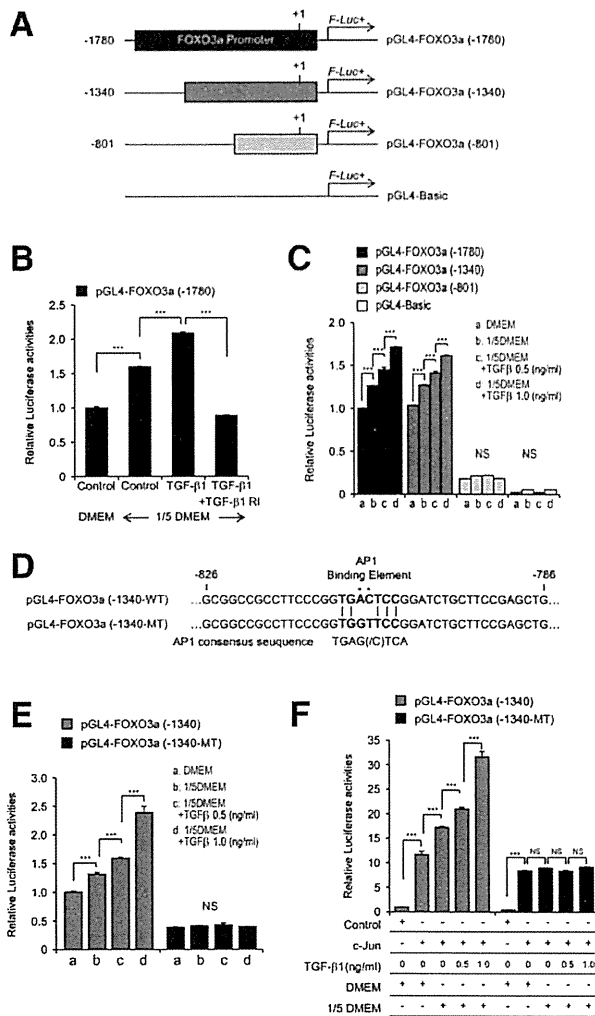 A
-1780 FOXO3a Promoter +1 F-Luc+ pGL4-FOXO3a (-1780)
-1340 +1 F-Luc+ pGL4-FOXO3a (-1340)
-801 +1 F-Luc+ pGL4-FOXO3a (-801)
F-Luc+ pGL4-Basic
B
pGL4-FOXO3a (-1780)
Relative Luciferase activities
2.5
2.0
1.5
1.0
0.5
0.0
*** *** ***
Control Control TGF-β1 TGF-β1
+TGF-β1 RI
DMEM ← 1/5 DMEM →
C
pGL4-FOXO3a (-1780)
pGL4-FOXO3a (-1340)
pGL4-FOXO3a (-801)
pGL4-Basic
Relative Luciferase activities
2.0
1.5
1.0
0.5
0.0
*** *** *** *** *** ***
NS NS
a DMEM
b. 1/5DMEM
c. 1/5DMEM
+TGFβ 0.5 (ng/ml)
d 1/5DMEM
+TGFβ 1.0 (ng/ml)
a b c d a b c d a b c d a b c d
D
AP1
-826 Binding Element -786
* *
pGL4-FOXO3a (-1340-WT) ...GCGGCCGCCTTCCCGGTGACTCCGGATCTGCTTCCGAGCTG...
pGL4-FOXO3a (-1340-MT) ...GCGGCCGCCTTCCCGGTGGTTCCGGATCTGCTTCCGAGCTG...
AP1 consensus seuquence TGAG(/C)TCA
E
pGL4-FOXO3a (-1340)
pGL4-FOXO3a (-1340-MT)
Relative Luciferase activities
3.0
2.5
2.0
1.5
1.0
0.5
0.0
*** *** ***
NS
a. DMEM
b. 1/5DMEM
c. 1/5DMEM
+TGFβ 0.5 (ng/ml)
d. 1/5DMEM
+TGFβ 1.0 (ng/ml)
a b c d a b c d
F
pGL4-FOXO3a (-1340)
pGL4-FOXO3a (-1340-MT)
Relative Luciferase activities
35
30
25
20
15
10
5
0
*** *** *** *** *** NS NS NS
Control + - - - - + - - - -
c-Jun - + + + + - + + + +
TGF-β1(ng/ml) 0 0 0 0.5 1.0 0 0 0 0.5 1.0
DMEM + + - - - + + - - -
1/5 DMEM - - + + + - - + + +